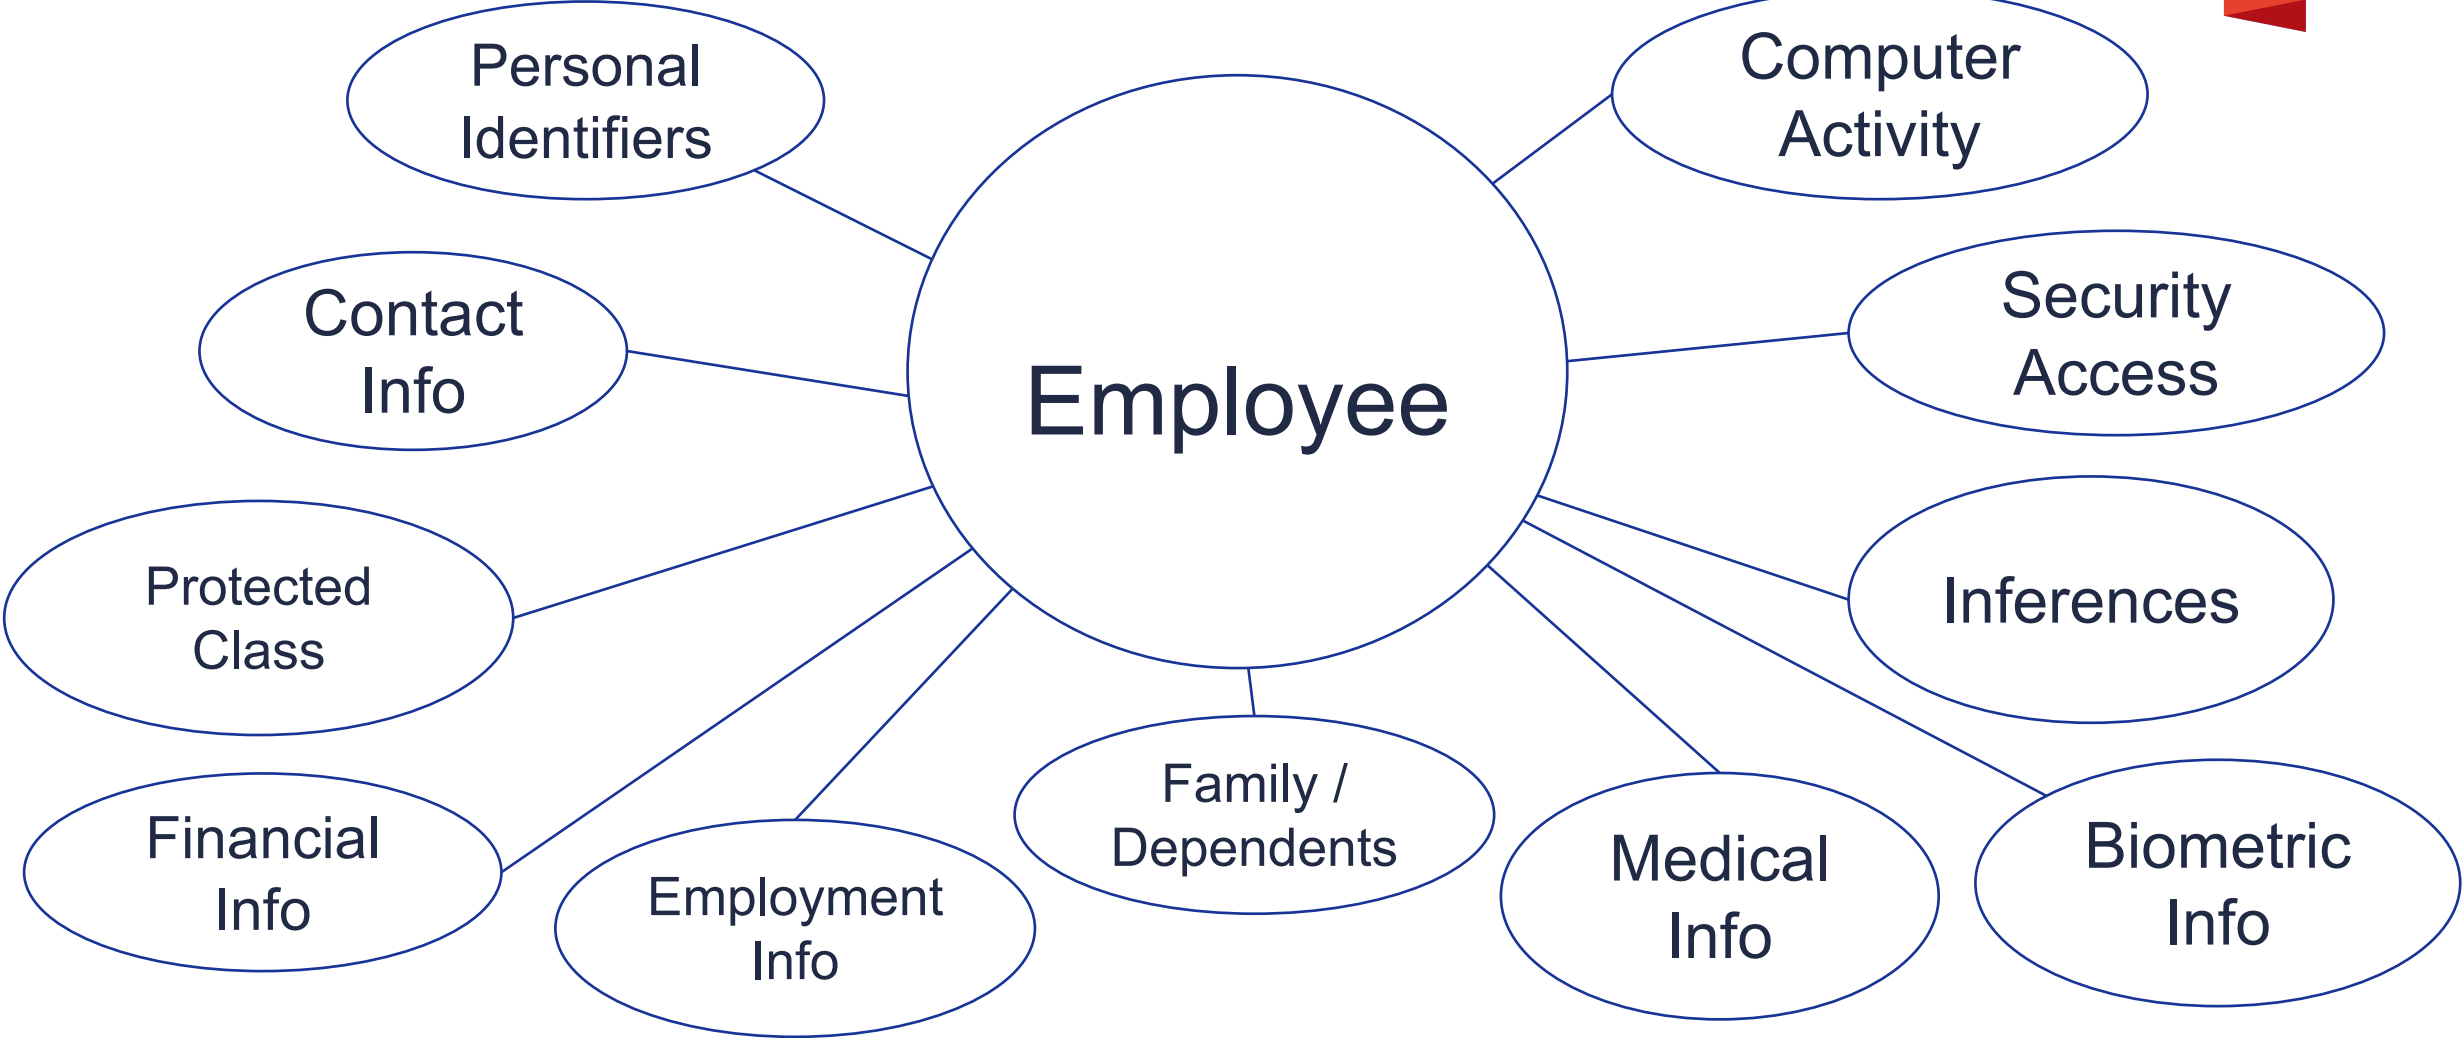 Personal
Identifiers
Computer
Activity
Contact
Info
Employee
Security
Access
Protected
Class
Inferences
Financial
Info
Employment
Info
Family /
Dependents
Medical
Info
Biometric
Info